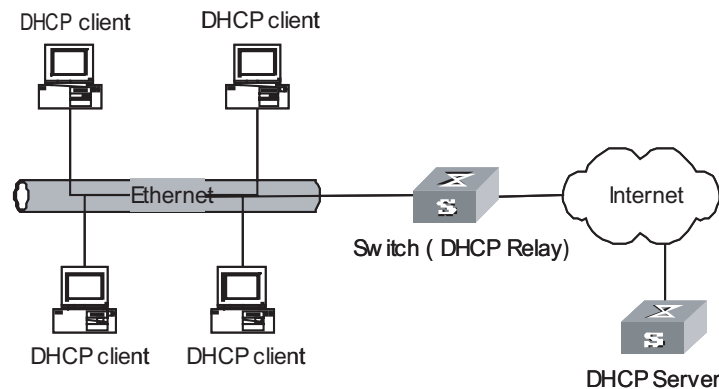 DHCP client
DHCP client
Ethernet
Internet
S
Switch ( DHCP Relay)
S
DHCP client
DHCP client
DHCP Server